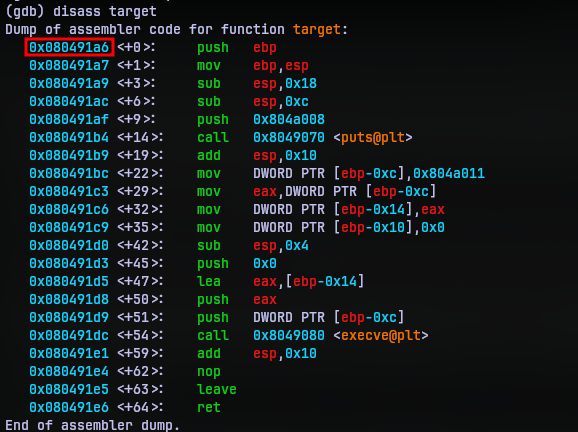 (gdb) disass target
Dump of assembler code for function target:
0x080491a6 <+0>: push ebp
0x080491a7 <+1>: mov ebp,esp
0x080491a9 <+3>: sub esp,0x18
0x080491ac <+6>: sub esp,0xc
0x080491af <+9>: push 0x804a008
0x080491b4 <+14>: call 0x8049070 <puts@plt>
0x080491b9 <+19>: add esp,0x10
0x080491bc <+22>: mov DWORD PTR [ebp-0xc],0x804a011
0x080491c3 <+29>: mov eax,DWORD PTR [ebp-0xc]
0x080491c6 <+32>: mov DWORD PTR [ebp-0x14],eax
0x080491c9 <+35>: mov DWORD PTR [ebp-0x10],0x0
0x080491d0 <+42>: sub esp,0x4
0x080491d3 <+45>: push 0x0
0x080491d5 <+47>: lea eax,[ebp-0x14]
0x080491d8 <+50>: push eax
0x080491d9 <+51>: push DWORD PTR [ebp-0xc]
0x080491dc <+54>: call 0x8049080 <execve@plt>
0x080491e1 <+59>: add esp,0x10
0x080491e4 <+62>: nop
0x080491e5 <+63>: leave
0x080491e6 <+64>: ret
End of assembler dump.